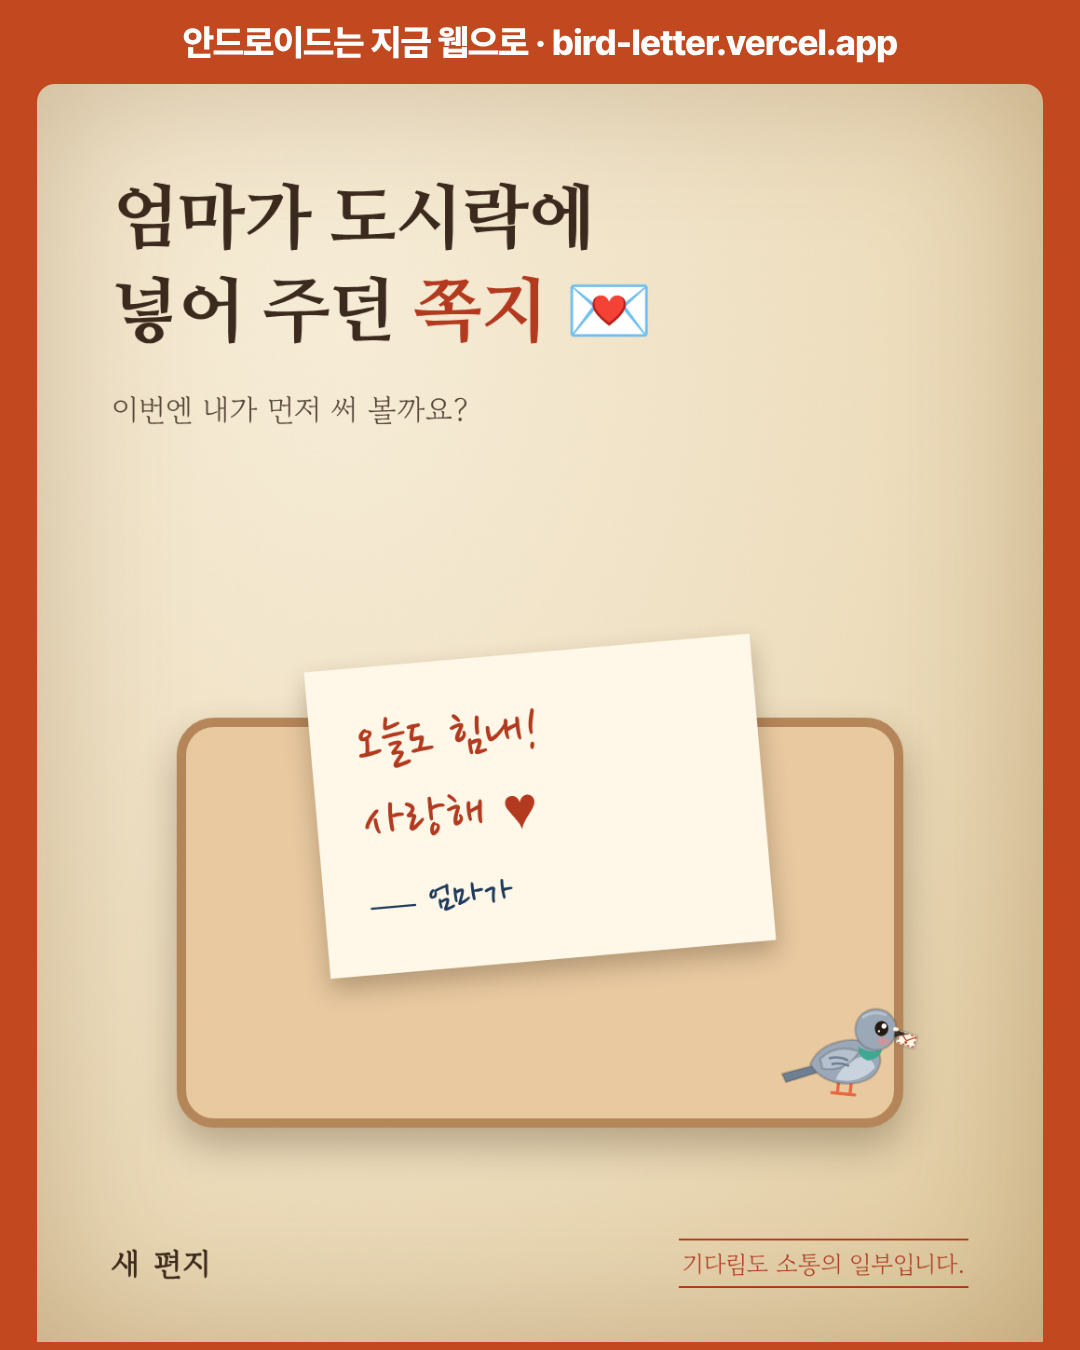 안드로이드는 지금 웹으로 · bird-letter.vercel.app
엄마가 도시락에
넣어 주던 쪽지 💌
이번엔 내가 먼저 써 볼까요?
오늘도 힘내!
사랑해 ♥
— 엄마가
새 편지
기다림도 소통의 일부입니다.